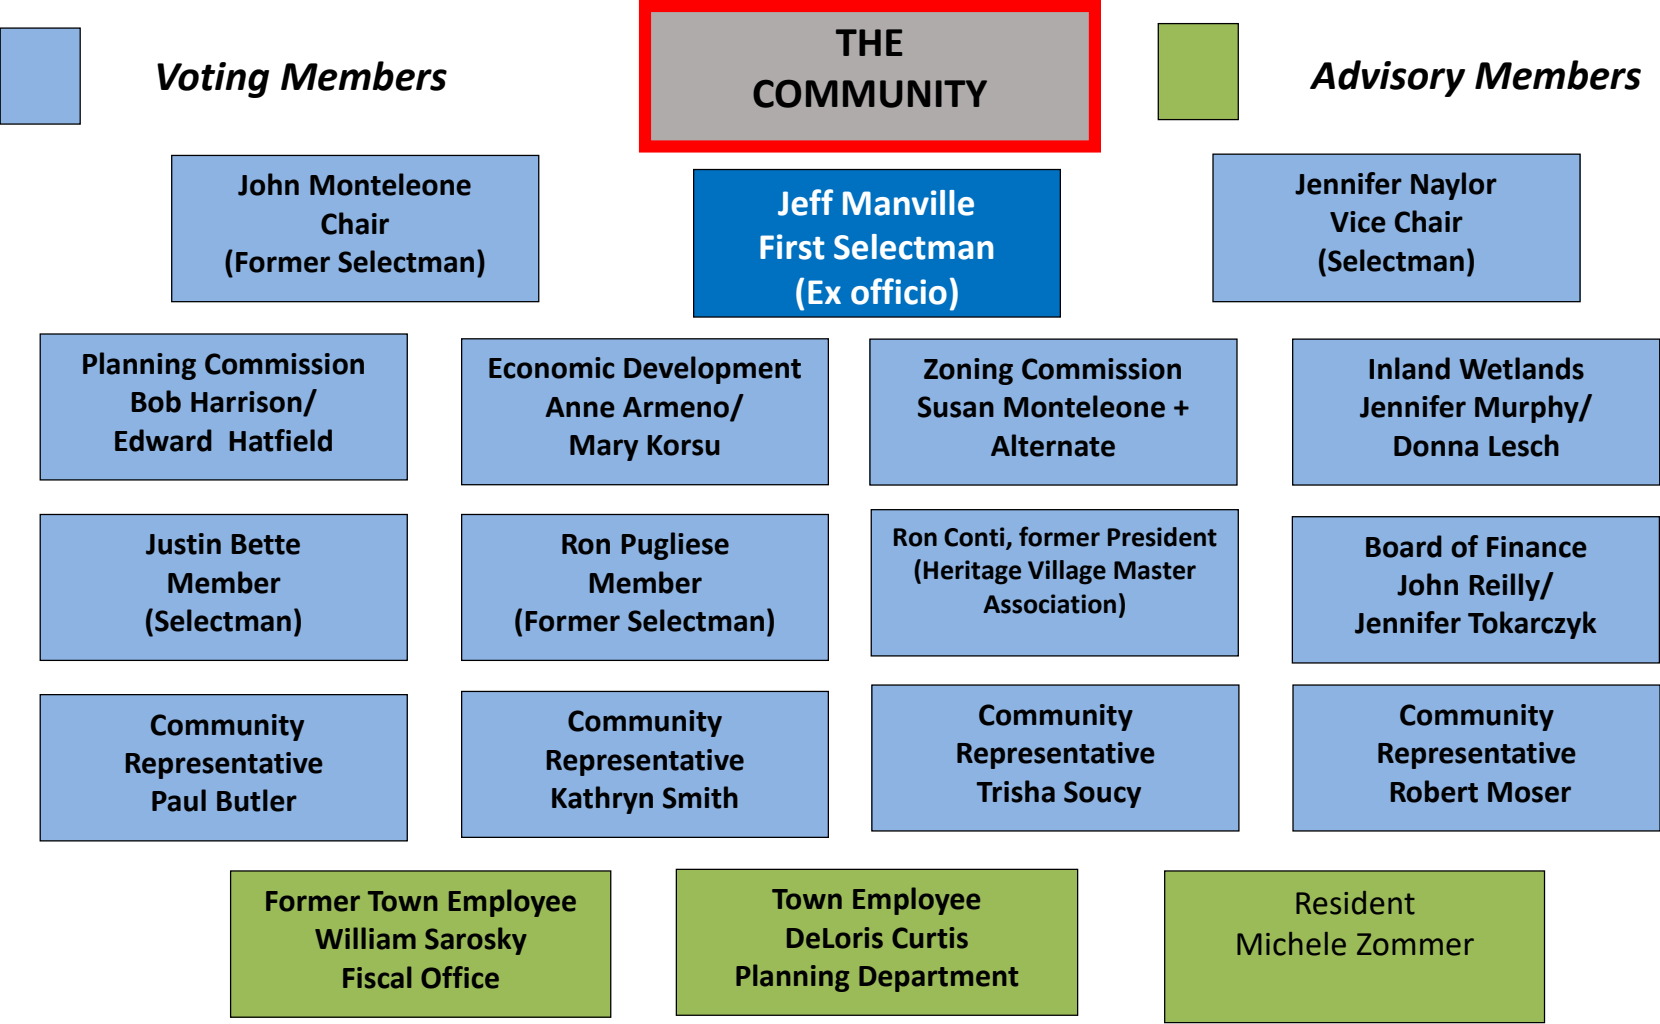 Voting Members
THE
COMMUNITY
Advisory Members
John Monteleone
Chair
(Former Selectman)
Jeff Manville
First Selectman
(Ex officio)
Jennifer Naylor
Vice Chair
(Selectman)
Planning Commission
Bob Harrison/
Edward  Hatfield
Economic Development
Anne Armeno/
Mary Korsu
Zoning Commission
Susan Monteleone +
Alternate
Inland Wetlands
Jennifer Murphy/
Donna Lesch
Justin Bette
Member
(Selectman)
Ron Pugliese
Member
(Former Selectman)
Ron Conti, former President
(Heritage Village Master
Association)
Board of Finance
John Reilly/
Jennifer Tokarczyk
Community
Representative
Paul Butler
Community
Representative
Kathryn Smith
Community
Representative
Trisha Soucy
Community
Representative
Robert Moser
Former Town Employee
William Sarosky
Fiscal Office
Town Employee
DeLoris Curtis
Planning Department
Resident
Michele Zommer